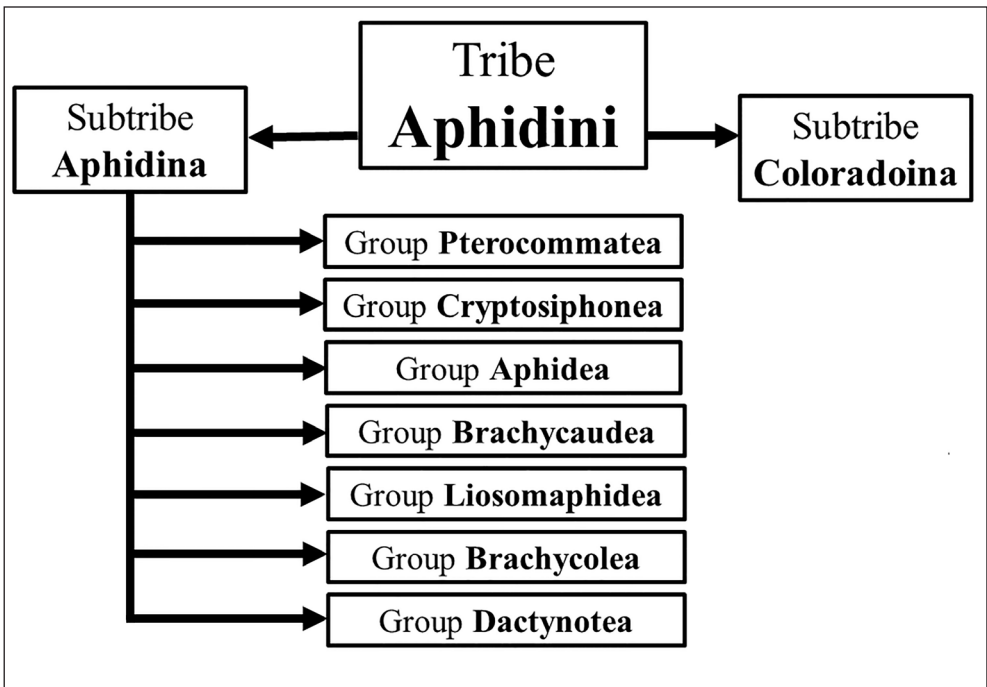 Tribe
Aphidini
Subtribe
Aphidina
Subtribe
Coloradoina
Group Pterocommatea
Group Cryptosiphonea
Group Aphidea
Group Brachycaudea
Group Liosomaphidea
Group Brachycolea
Group Dactynotea